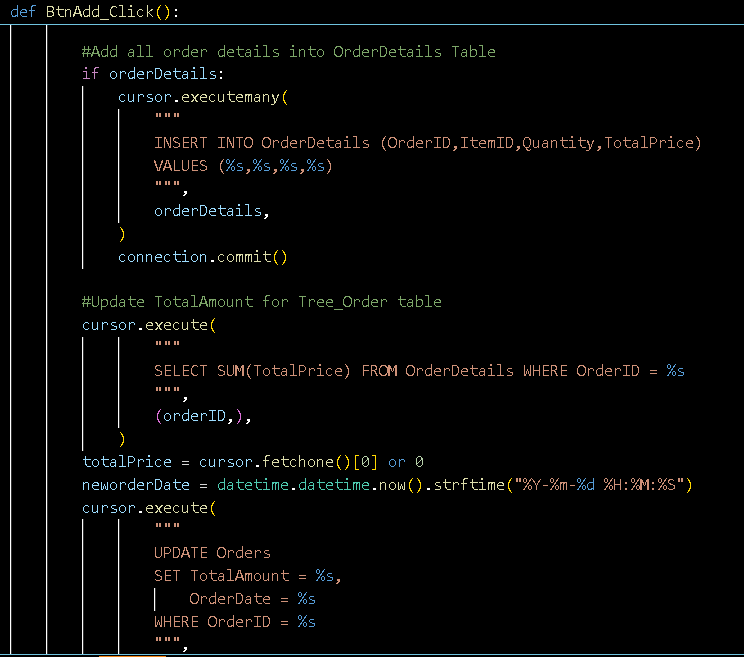 def BtnAdd_Click():
#Add all order details into OrderDetails Table
if orderDetails:
cursor.executemany(
"""
INSERT INTO OrderDetails (OrderID,ItemID,Quantity,TotalPrice)
VALUES (%s,%s,%s,%s)
""",
orderDetails,
)
connection.commit()
#Update TotalAmount for Tree_Order table
cursor.execute(
"""
SELECT SUM(TotalPrice) FROM OrderDetails WHERE OrderID = %s
""",
(orderID,),
)
totalPrice = cursor.fetchone()[0] or 0
neworderDate = datetime.datetime.now().strftime("%Y-%m-%d %H:%M:%S")
cursor.execute(
"""
UPDATE Orders
SET TotalAmount = %s,
OrderDate = %s
WHERE OrderID = %s
""",